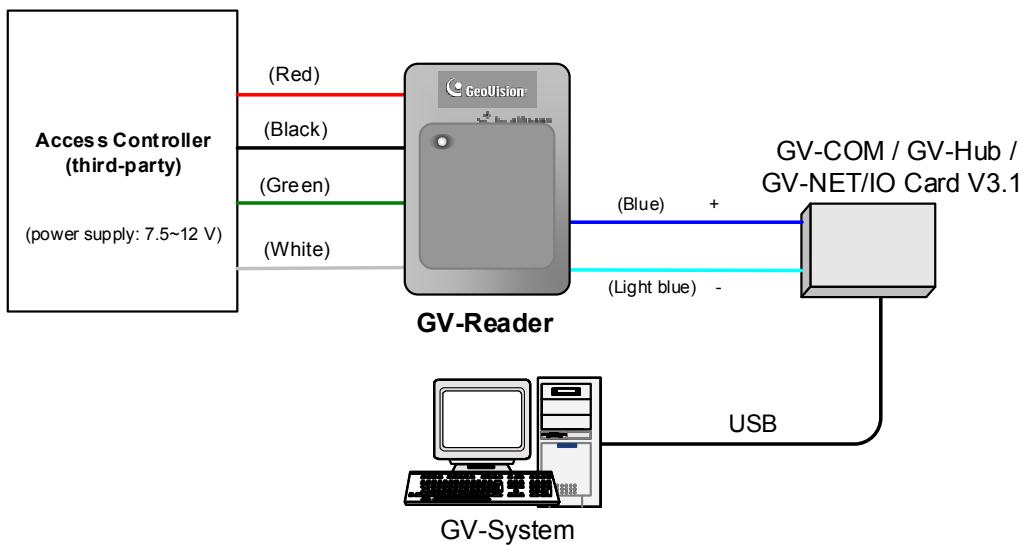 Access Controller
(third-party)
(power supply: 7.5~12 V)
(Red)
(Black)
(Green)
(White)
GeoVision
GV-Reader
(Blue) +
(Light blue) -
GV-COM / GV-Hub /
GV-NET/IO Card V3.1
USB
GV-System